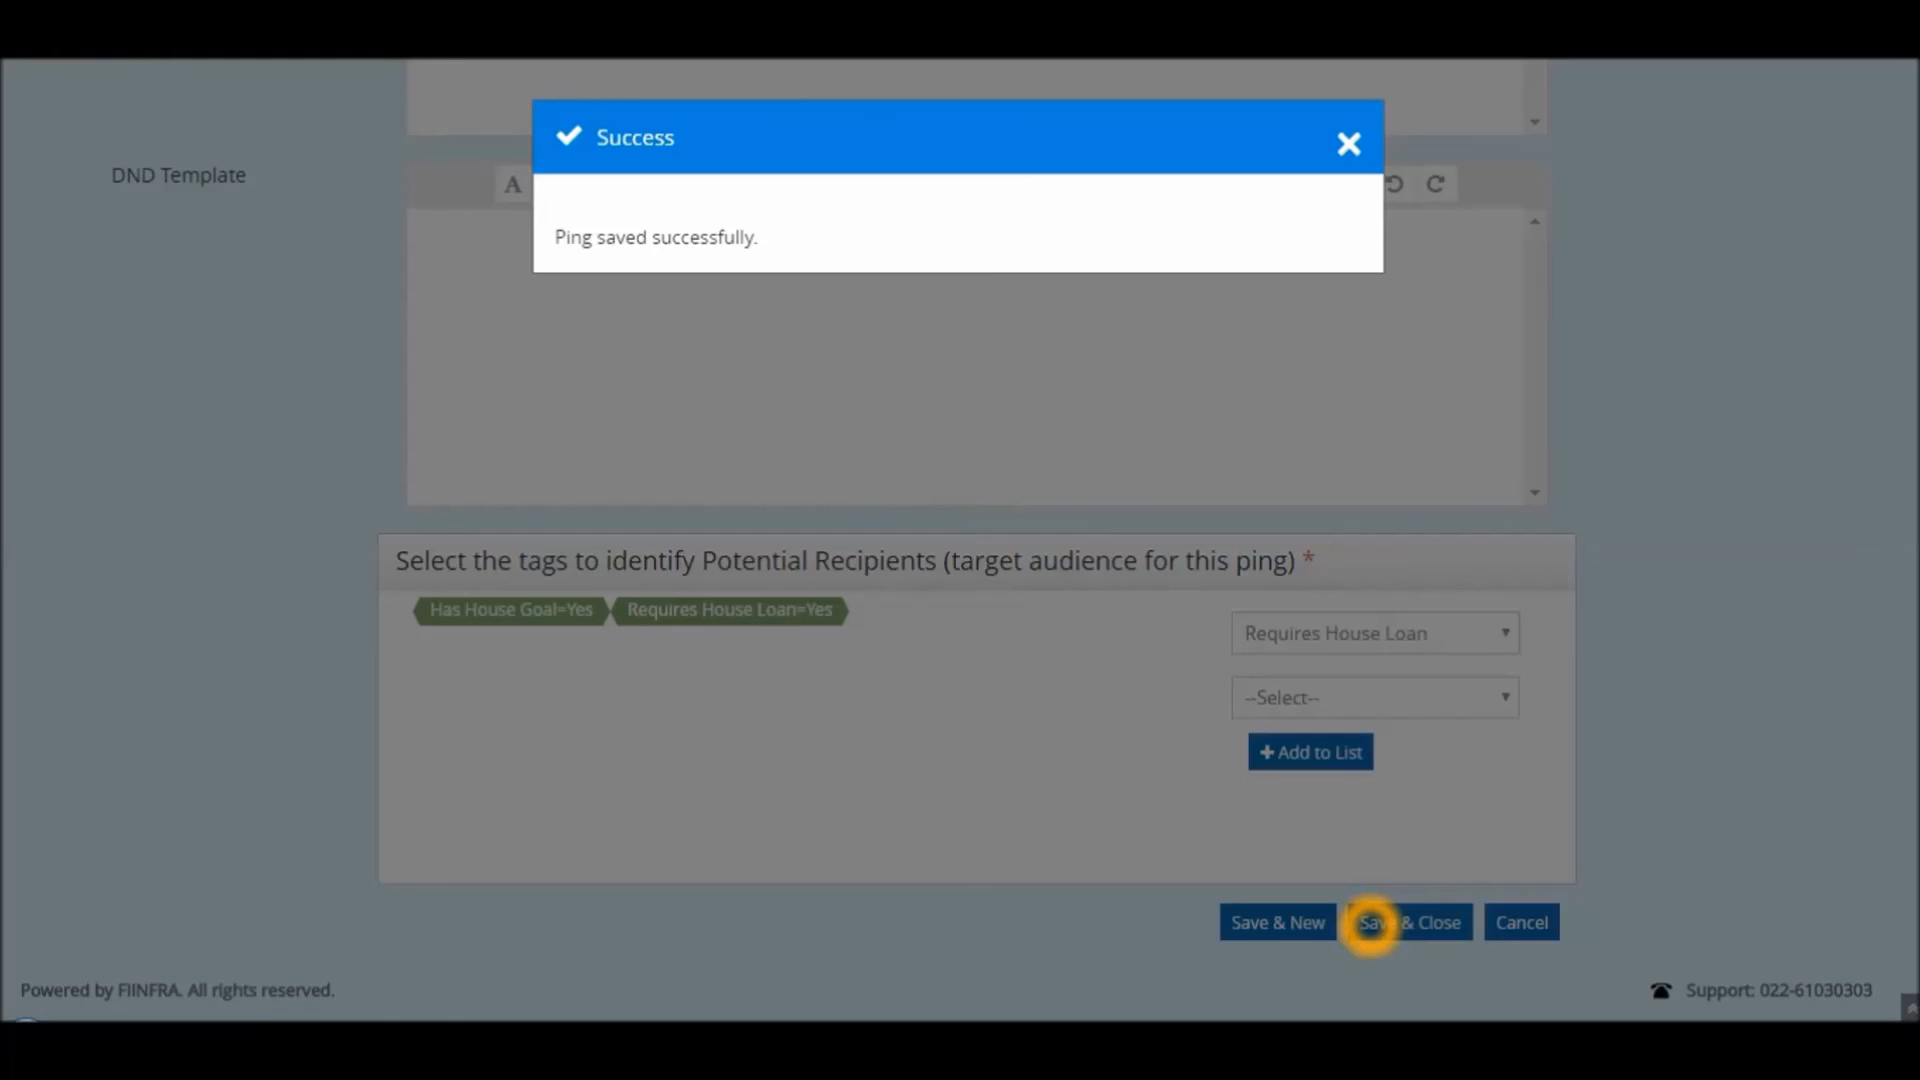 Success
Ping saved successfully.
DND Template
A
Select the tags to identify Potential Recipients (target audience for this ping) *
Has House Goal=Yes Requires House Loan=Yes
Requires House Loan
--Select--
Add to List
Save & New Save & Close Cancel
Powered by FIINFRA. All rights reserved. Support: 022-61030303